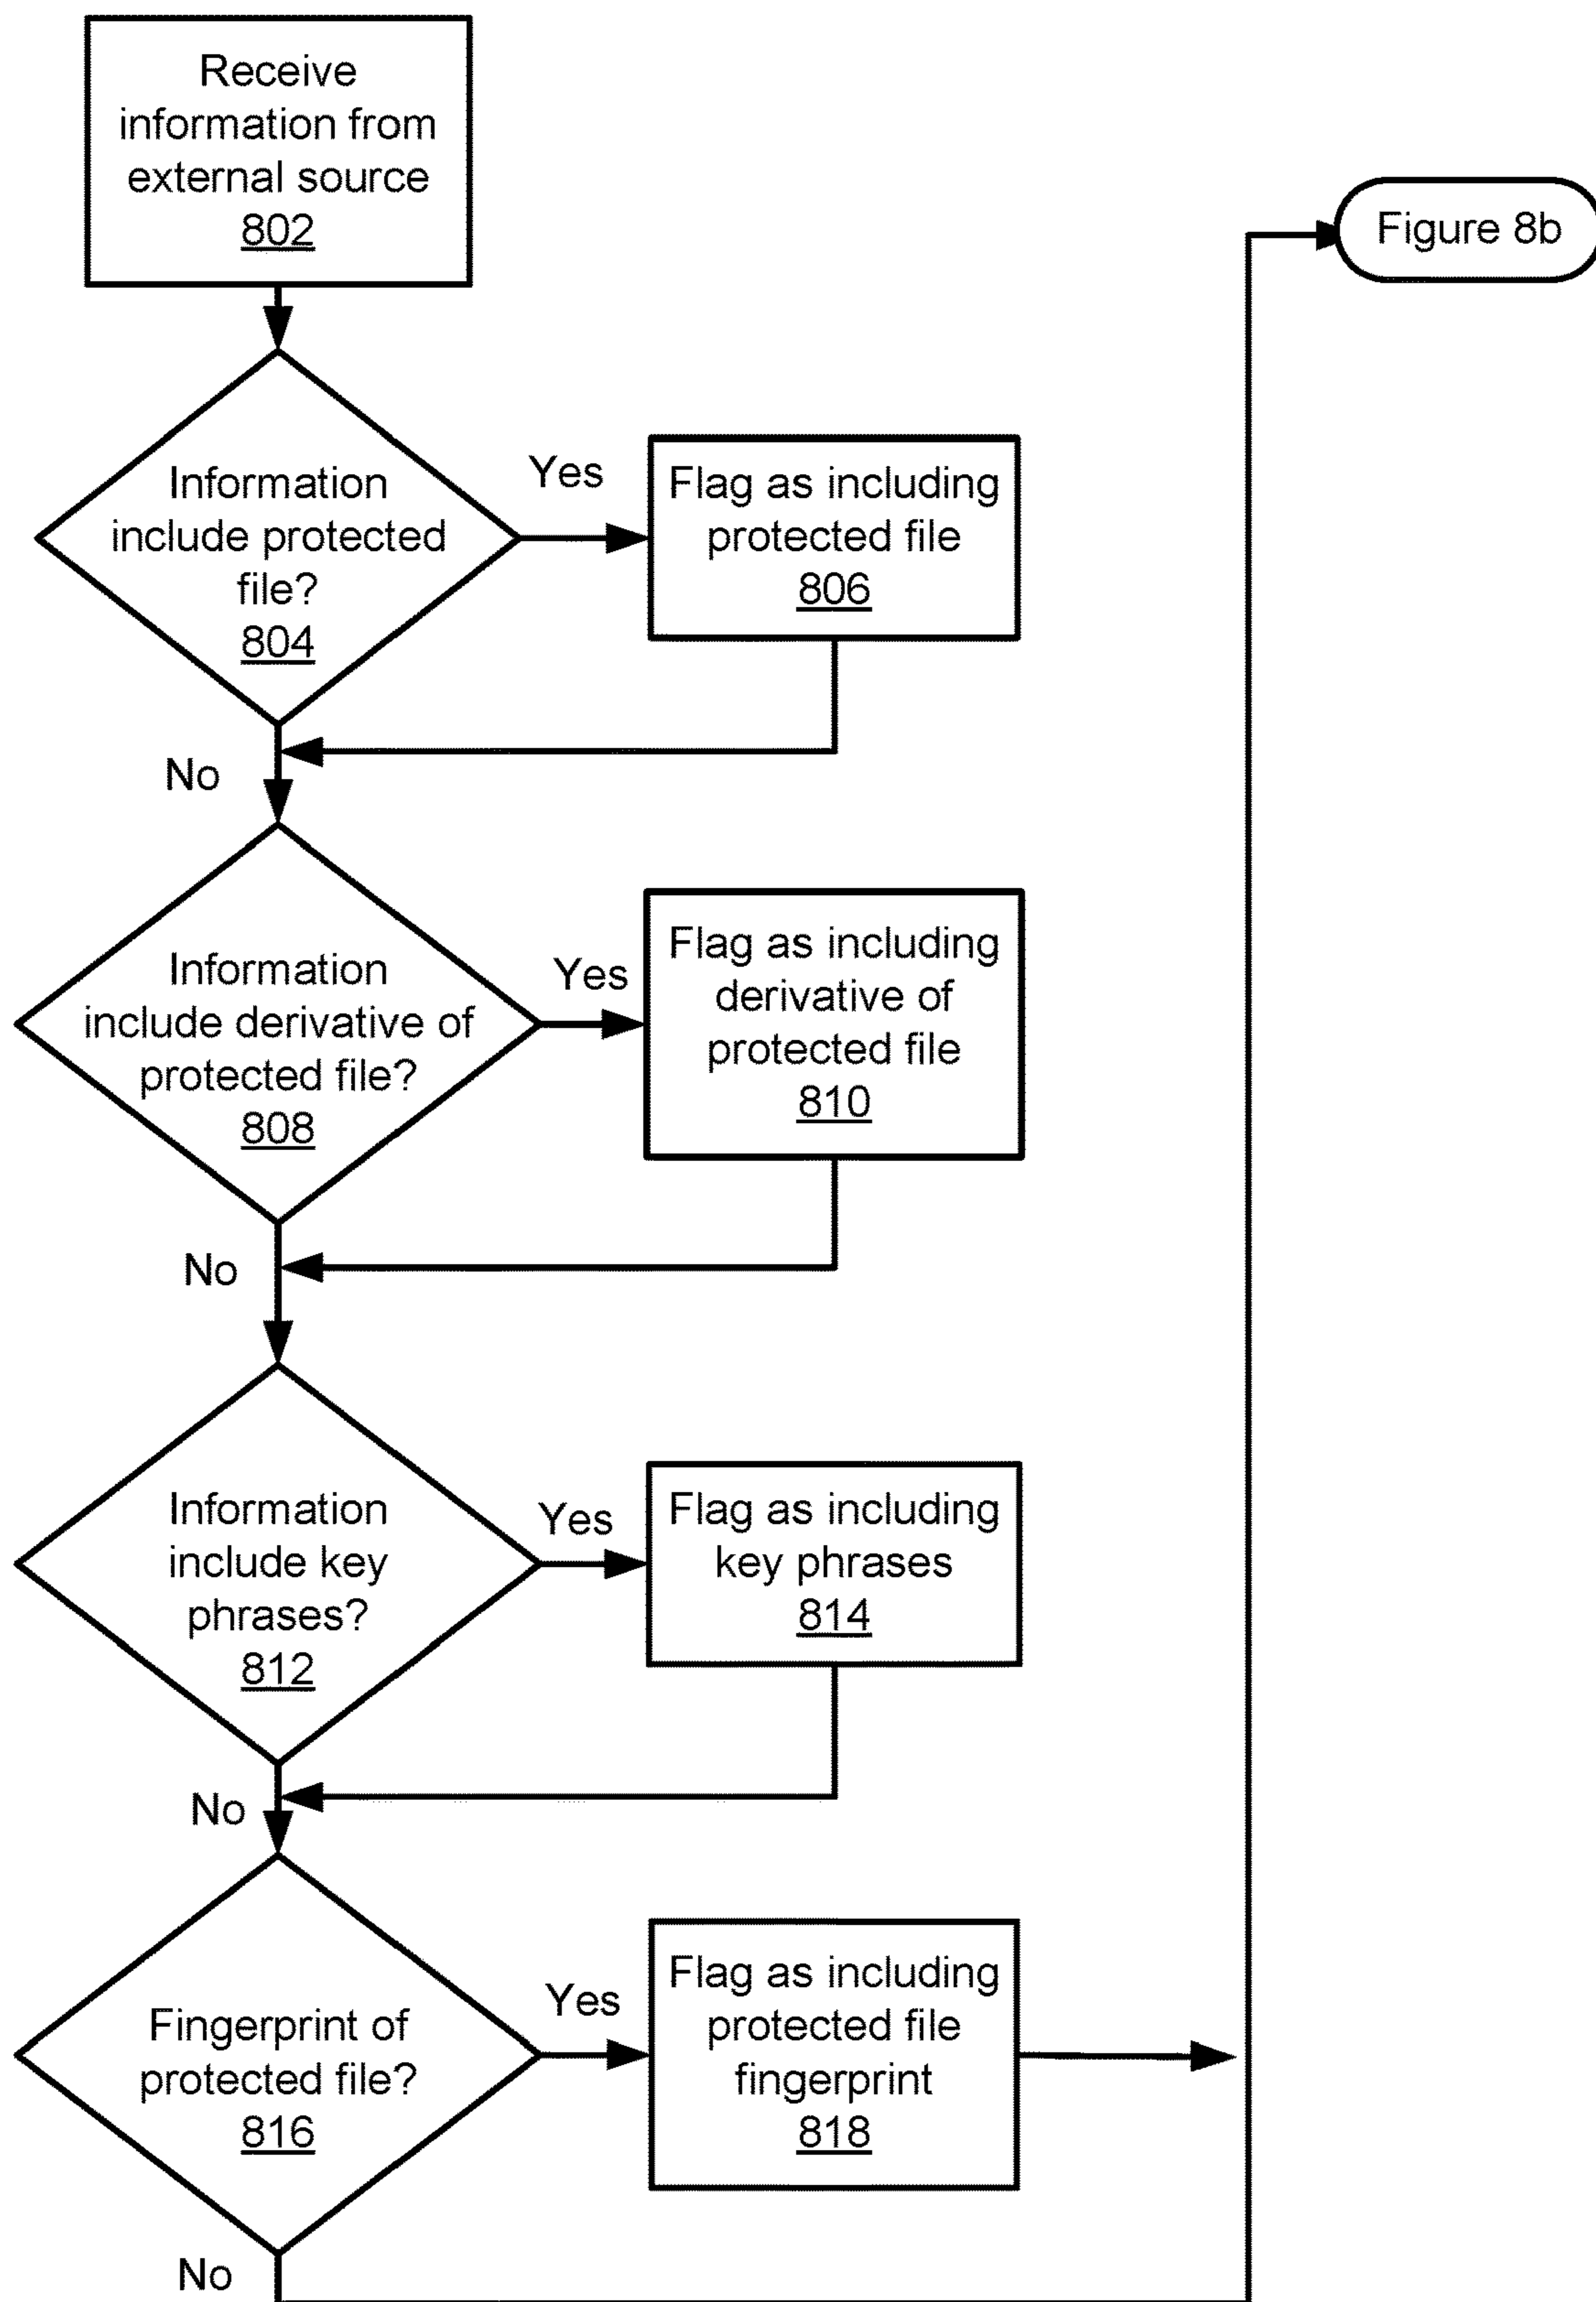 Receive
information from
external source
802
Figure 8b
Information
include protected
file?
804
Yes
Flag as including
protected file
806
No
Information
include derivative of
protected file?
808
Yes
Flag as including
derivative of
protected file
810
No
Information
include key
phrases?
812
Yes
Flag as including
key phrases
814
No
Fingerprint of
protected file?
816
Yes
Flag as including
protected file
fingerprint
818
No